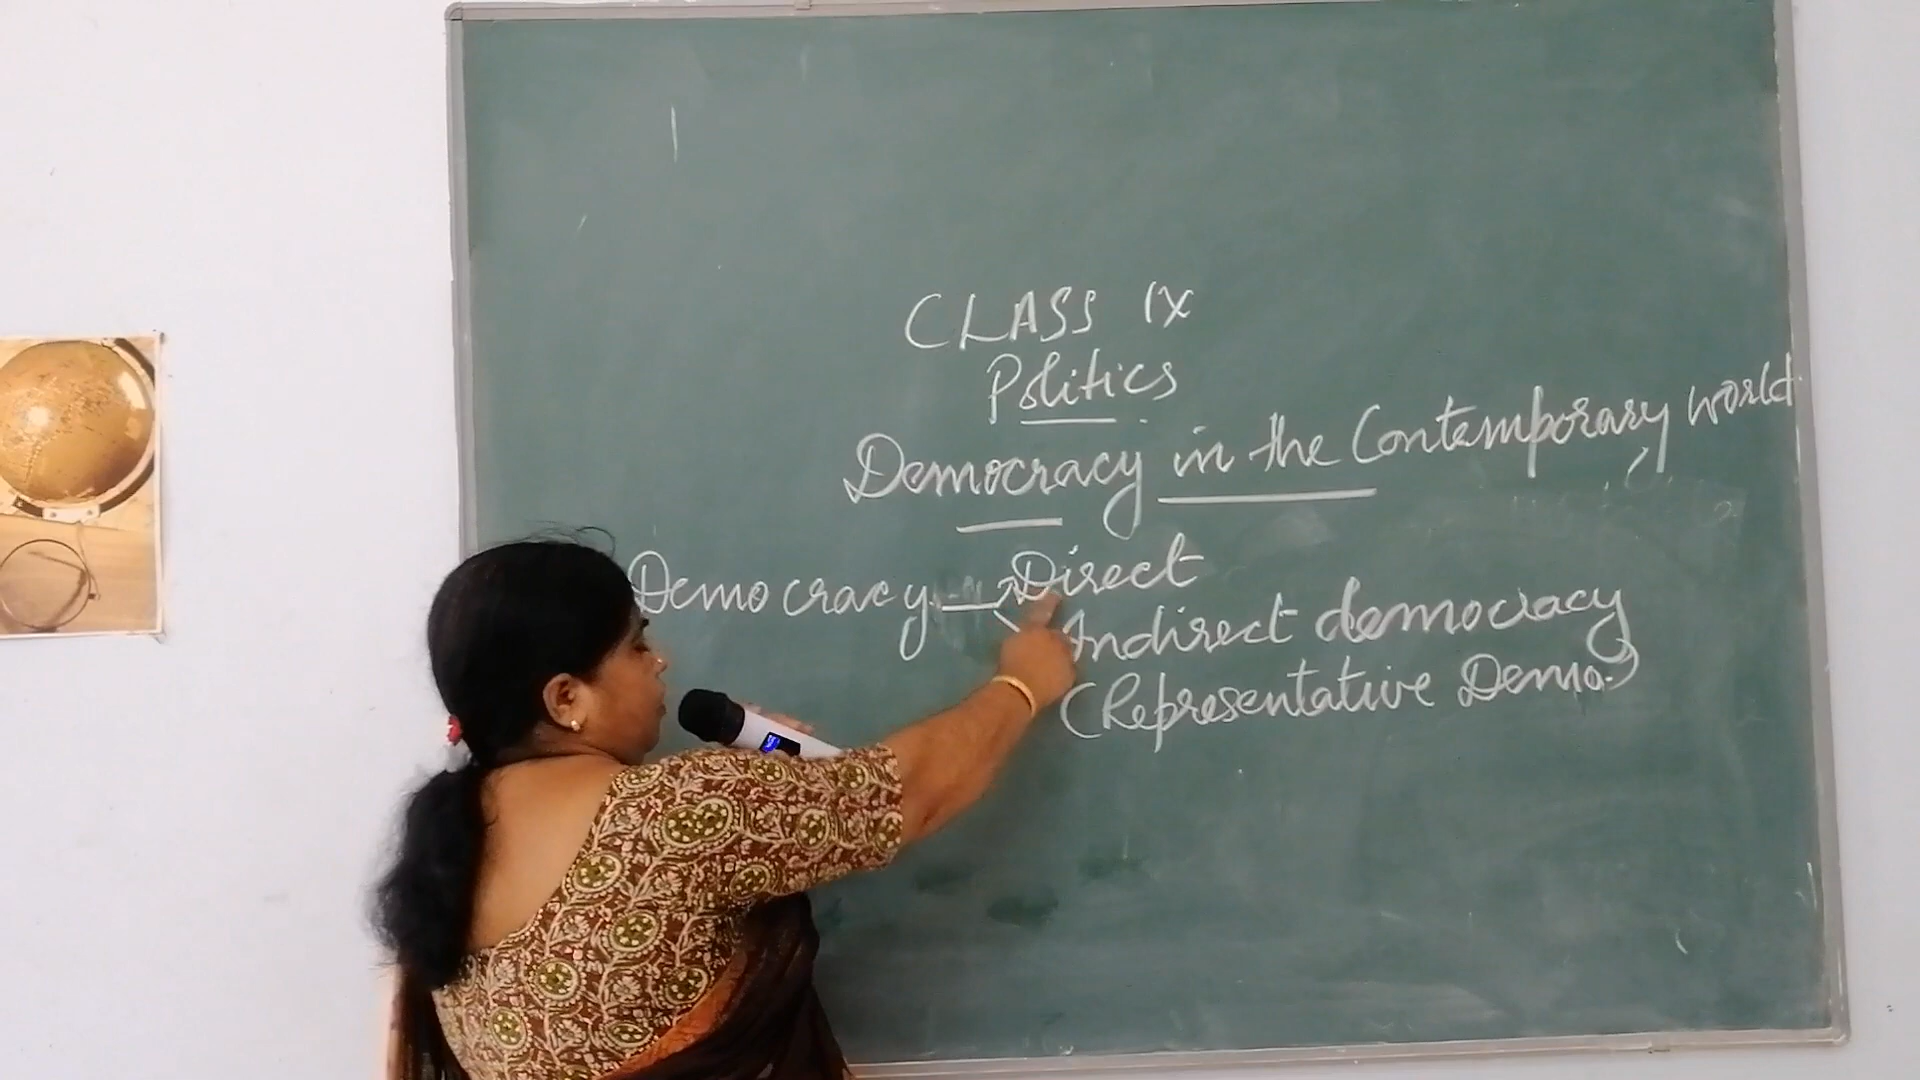 CLASS IX
Politics
Democracy in the Contemporary world
Democracy Direct
Indirect democracy
(Representative Demo.)